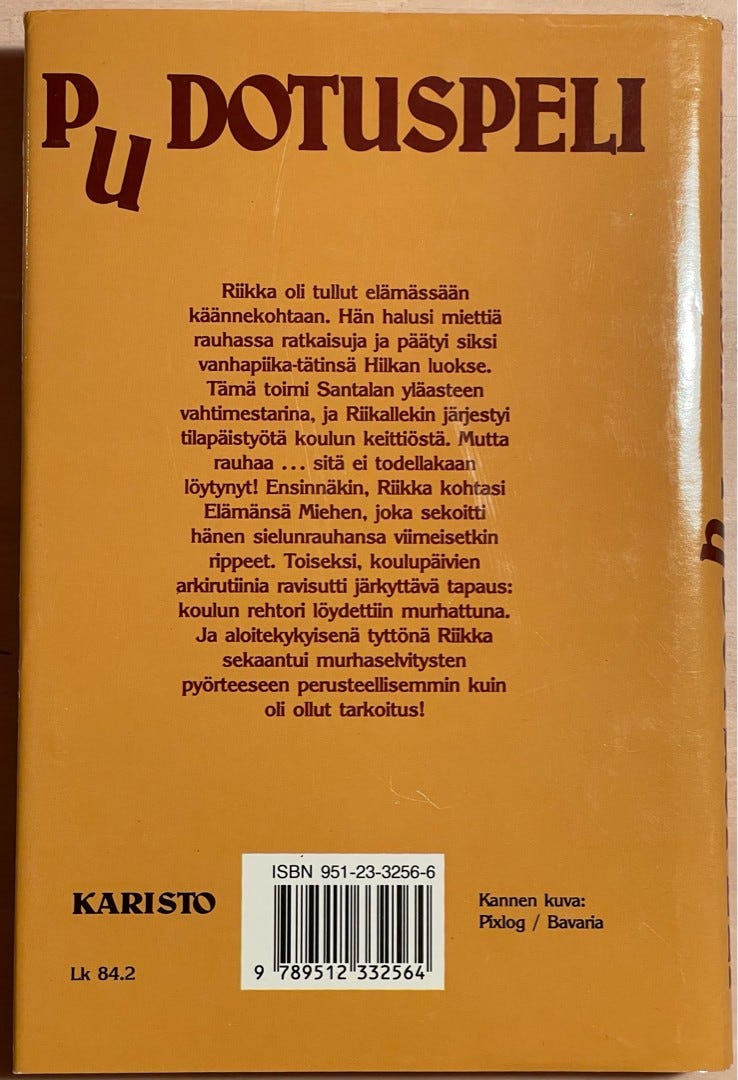 PUDOTUSPELI
Riikka oli tullut elämässään
käännekohtaan. Hän halusi miettiä
rauhassa ratkaisuja ja päätyi siksi
vanhapiika-tätinsä Hilkan luokse.
Tämä toimi Santalan yläasteen
vahtimestarina, ja Riikallekin järjestyi
tilapäistyötä koulun keittiöstä. Mutta
rauhaa ... sitä ei todellakaan
löytynyt! Ensinnäkin, Riikka kohtasi
Elämänsä Miehen, joka sekoitti
hänen sielunrauhansa viimeisetkin
rippeet. Toiseksi, koulupäivien
arkirutiinia ravisutti järkyttävä tapaus:
koulun rehtori löydettiin murhattuna.
Ja aloitekykyisenä tyttönä Riikka
sekaantui murhaselvitysten
pyörteeseen perusteellisemmin kuin
oli ollut tarkoitus!
KARISTO
Lk 84.2
ISBN 951-23-3256-6
9 789512 332564
Kannen kuva:
Pixlog / Bavaria